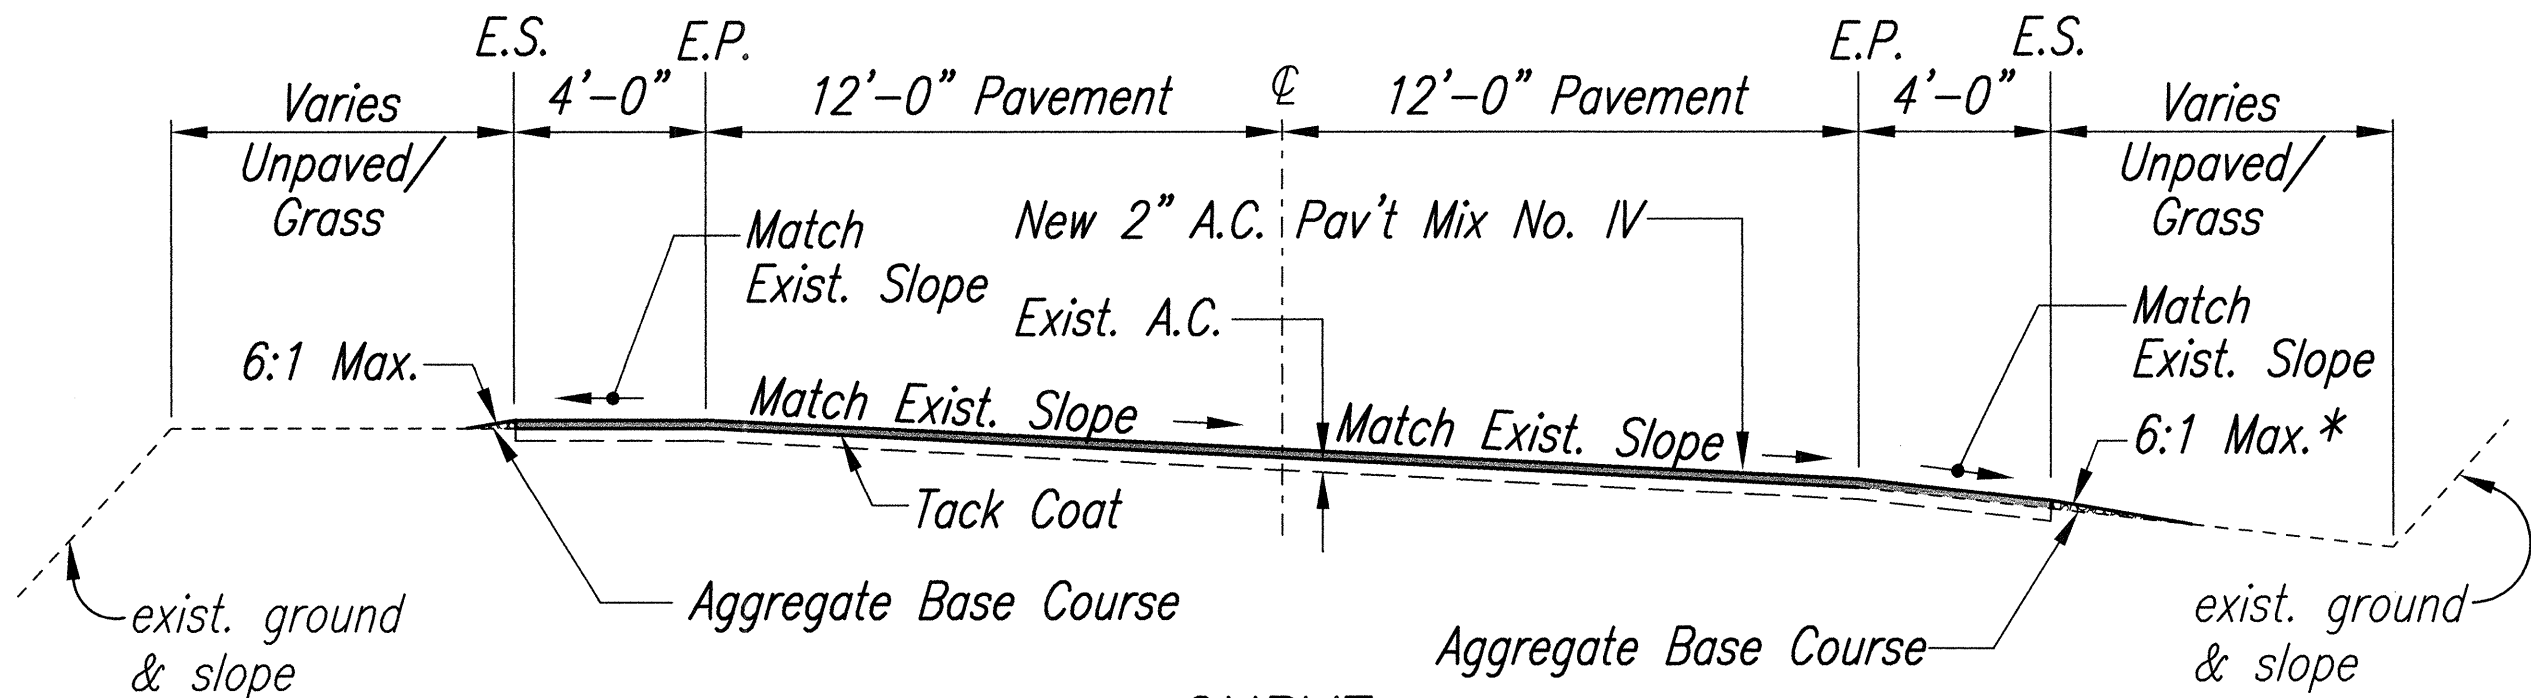 E.S.
E.P.
E.P.
E.S.
Varies
4'-0"
12'-0" Pavement
℄
12'-0" Pavement
4'-0"
Varies
Unpaved/
Grass
Unpaved/
Grass
Match
Exist. Slope
New 2" A.C. Pav't Mix No. IV
Exist. A.C.
Match
Exist. Slope
6:1 Max.
Match Exist. Slope
Match Exist. Slope
6:1 Max.*
Tack Coat
Aggregate Base Course
Aggregate Base Course
exist. ground
& slope
exist. ground
& slope